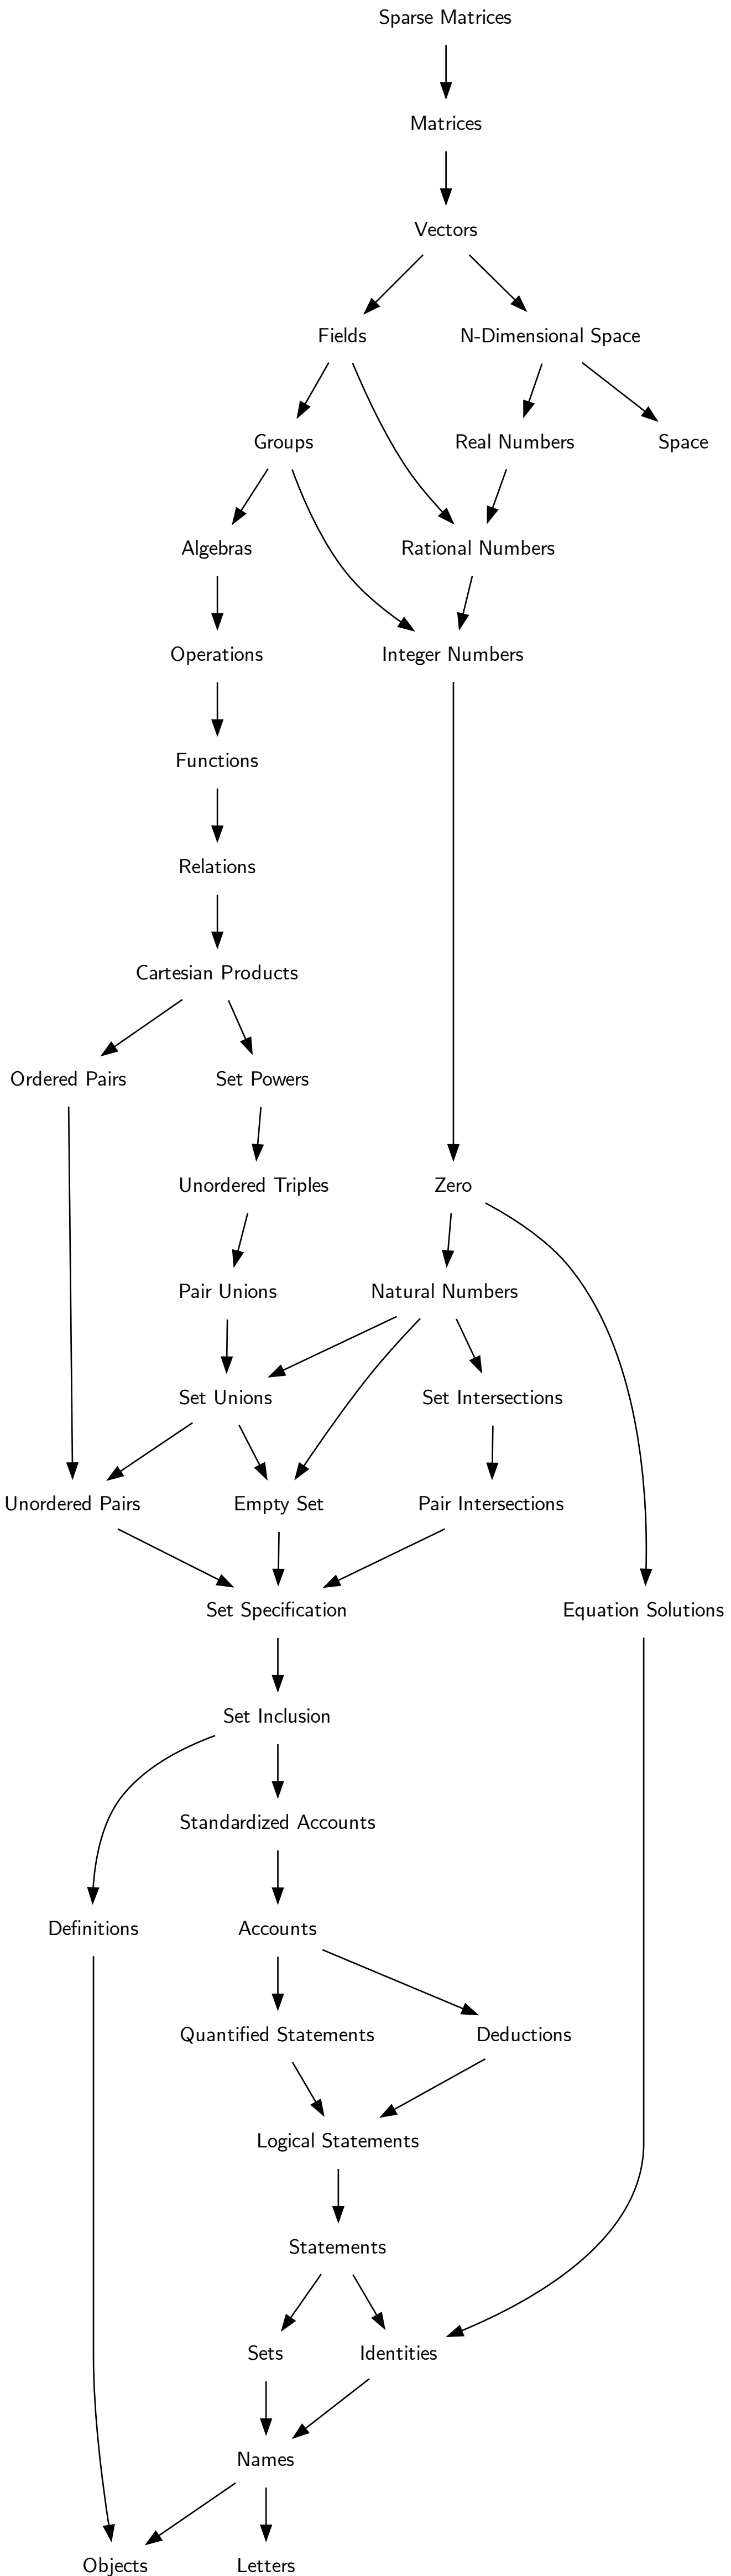 Sparse Matrices
Matrices
Vectors
Fields
N-Dimensional Space
Groups
Real Numbers
Space
Algebras
Rational Numbers
Operations
Integer Numbers
Functions
Relations
Cartesian Products
Ordered Pairs
Set Powers
Unordered Triples
Zero
Pair Unions
Natural Numbers
Set Unions
Set Intersections
Unordered Pairs
Empty Set
Pair Intersections
Set Specification
Equation Solutions
Set Inclusion
Standardized Accounts
Definitions
Accounts
Quantified Statements
Deductions
Logical Statements
Statements
Sets
Identities
Names
Objects
Letters